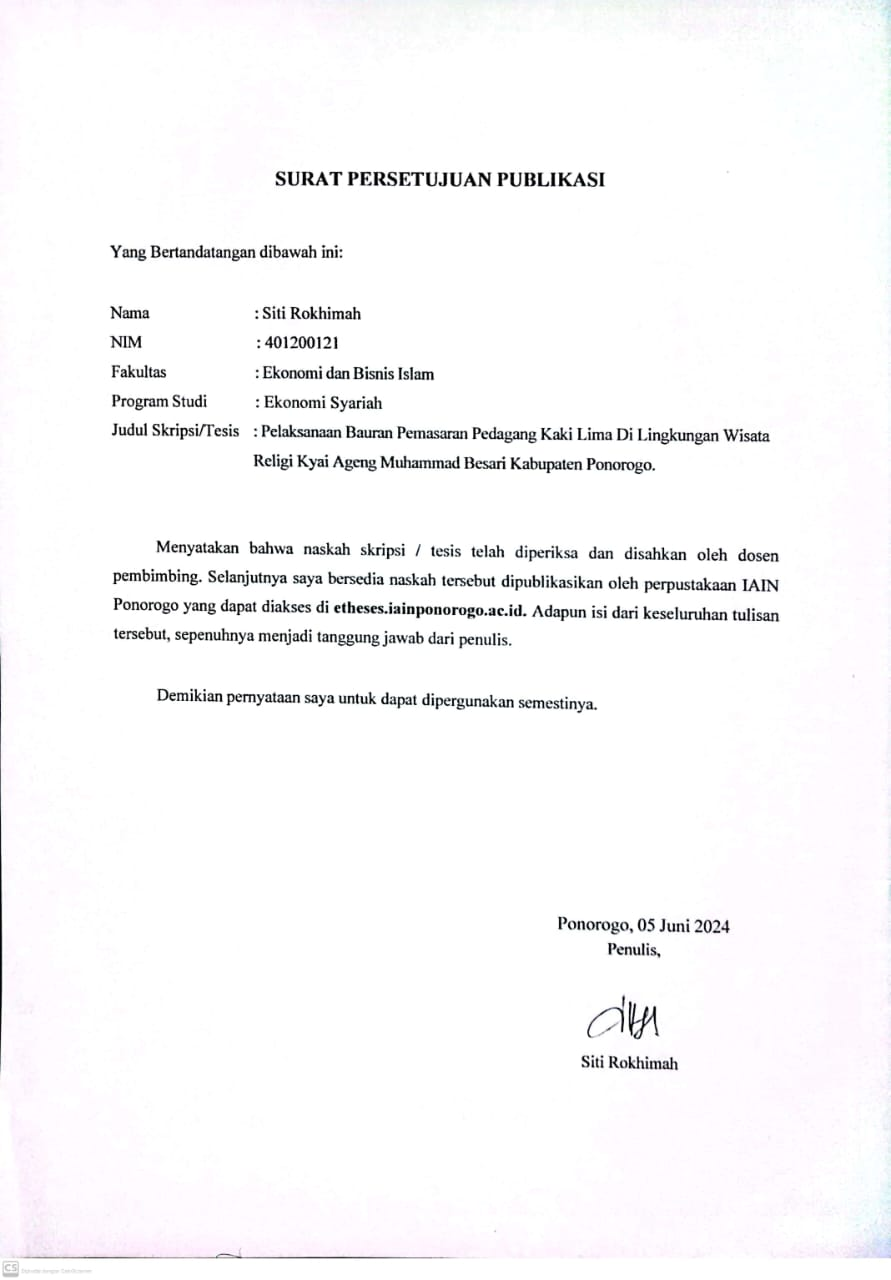 SURAT PERSETUJUAN PUBLIKASI
Yang Bertandatangan dibawah ini:
Nama : Siti Rokhimah
NIM : 401200121
Fakultas : Ekonomi dan Bisnis Islam
Program Studi : Ekonomi Syariah
Judul Skripsi/Tesis : Pelaksanaan Bauran Pemasaran Pedagang Kaki Lima Di Lingkungan Wisata
Religi Kyai Ageng Muhammad Besari Kabupaten Ponorogo.
Menyatakan bahwa naskah skripsi / tesis telah diperiksa dan disahkan oleh dosen
pembimbing. Selanjutnya saya bersedia naskah tersebut dipublikasikan oleh perpustakaan IAIN
Ponorogo yang dapat diakses di etheses.iainponorogo.ac.id. Adapun isi dari keseluruhan tulisan
tersebut, sepenuhnya menjadi tanggung jawab dari penulis.
Demikian pernyataan saya untuk dapat dipergunakan semestinya.
Ponorogo, 05 Juni 2024
Penulis,
Siti Rokhimah
CS